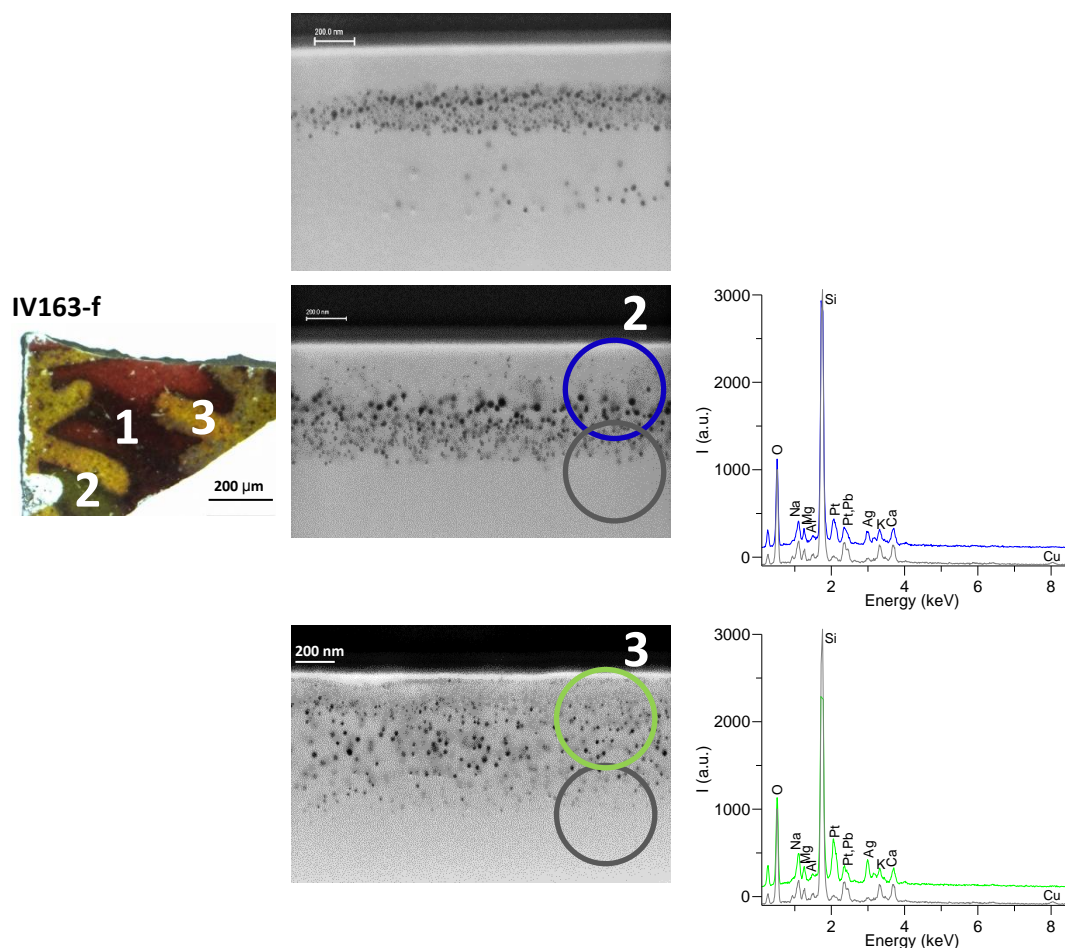 200.0 nm
IV163-f
1
3
2
200 µm
200.0 nm
2
3000
2000
1000
0
I (a.u.)
O
Na
Mg
Al
Si
Pt
Pt,Pb
Ag
K
Ca
Cu
2
4
6
8
Energy (keV)
200 nm
3
3000
2000
1000
0
I (a.u.)
O
Na
Mg
Al
Si
Pt
Pt,Pb
Ag
K
Ca
Cu
2
4
6
8
Energy (keV)